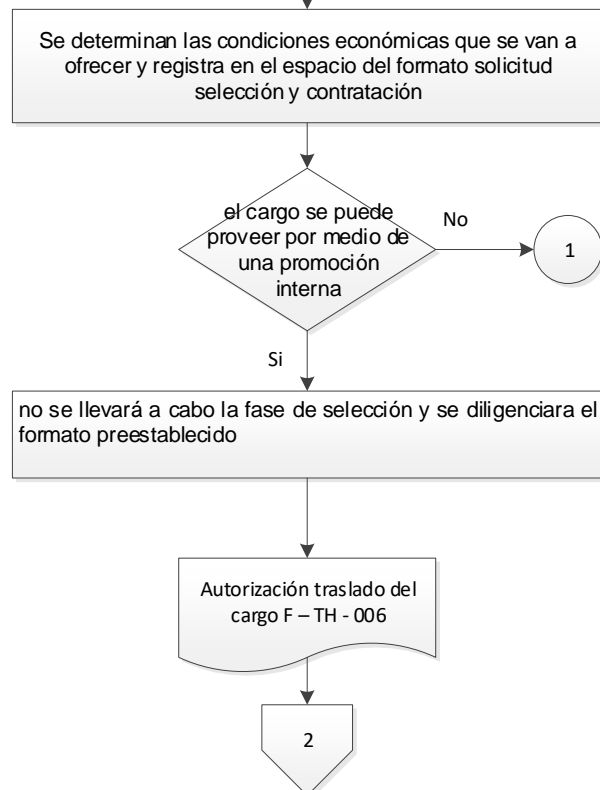 Se determinan las condiciones económicas que se van a
ofrecer y registra en el espacio del formato solicitud
selección y contratación
el cargo se puede
proveer por medio de
una promoción
interna
No
1
Si
no se llevará a cabo la fase de selección y se diligenciara el
formato preestablecido
Autorización traslado del
cargo F – TH - 006
2